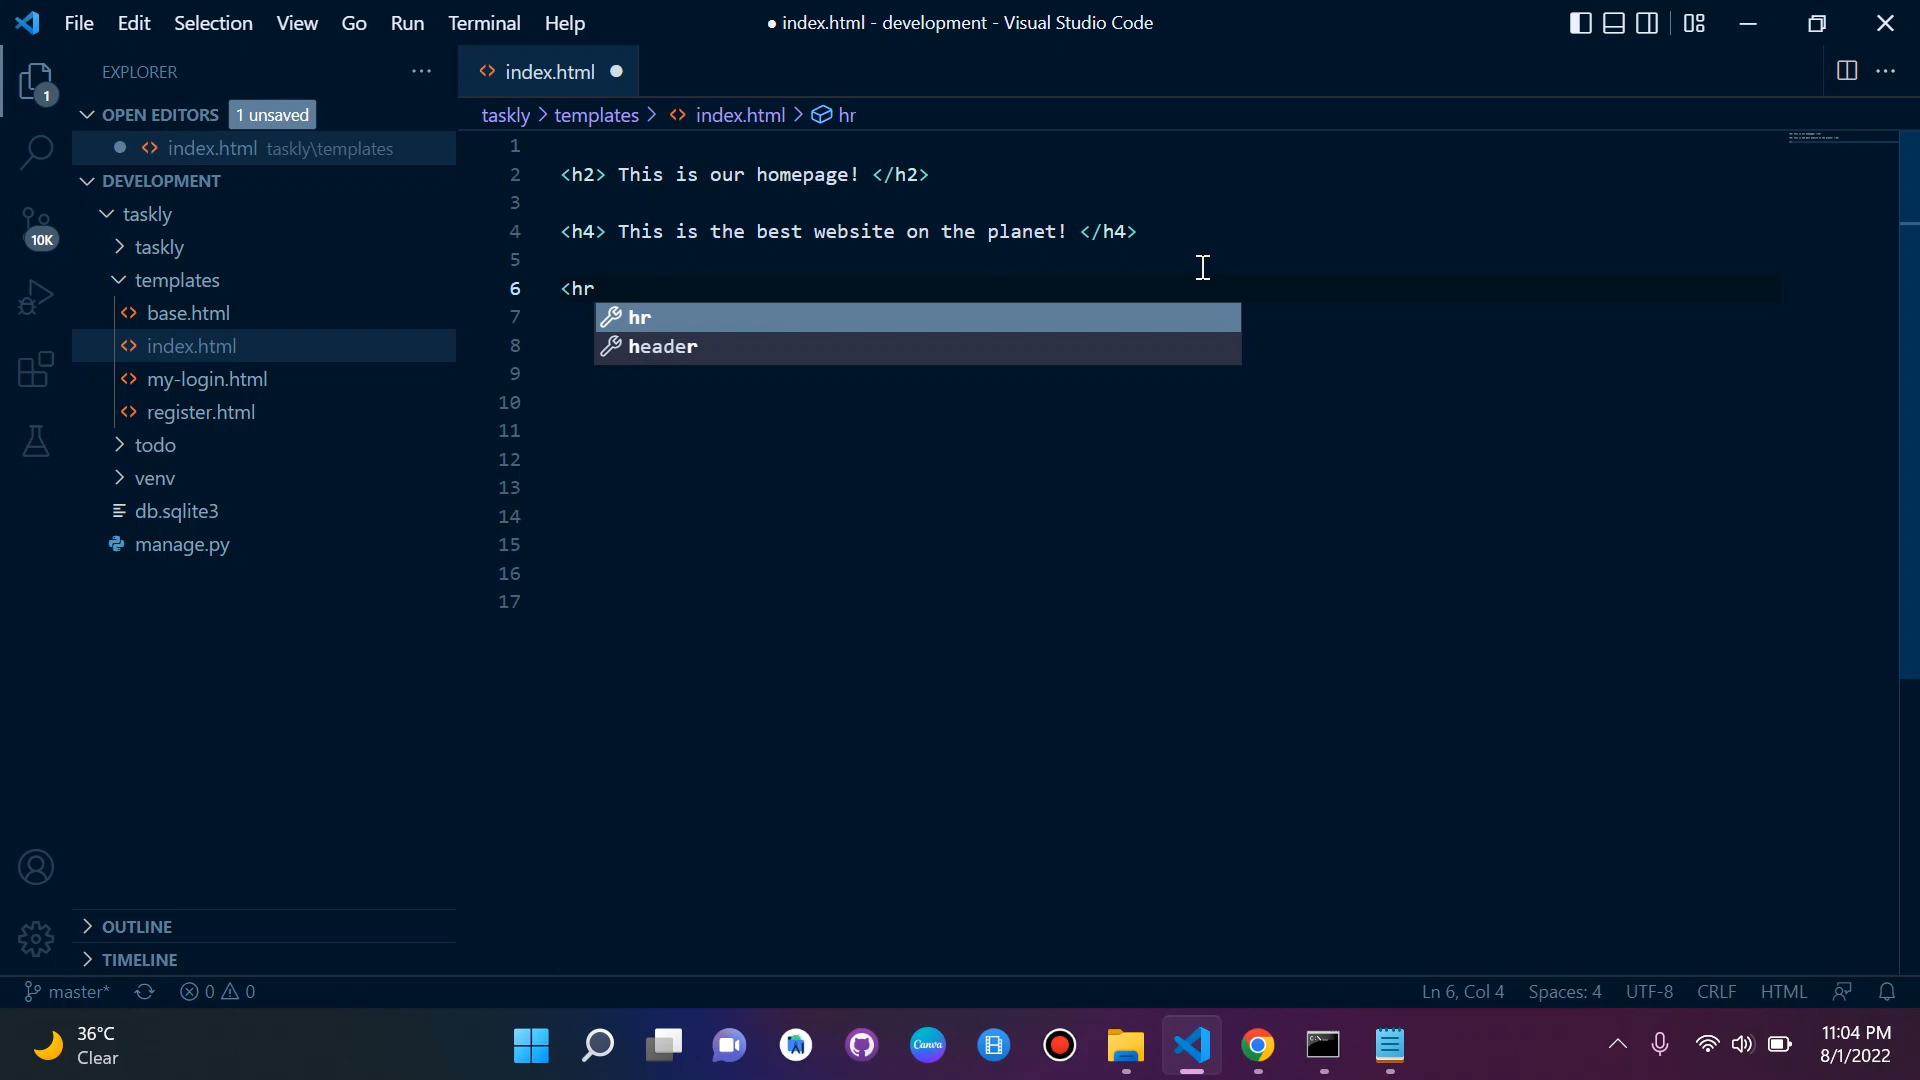 File Edit Selection View Go Run Terminal Help
● index.html - development - Visual Studio Code
EXPLORER
1
OPEN EDITORS 1 unsaved
index.html taskly\templates
DEVELOPMENT
taskly
taskly
templates
base.html
index.html
my-login.html
register.html
todo
venv
db.sqlite3
manage.py
10K
OUTLINE
TIMELINE
index.html
taskly > templates > index.html > hr
1
2 <h2> This is our homepage! </h2>
3
4 <h4> This is the best website on the planet! </h4>
5
6 <hr
7
8
9
10
11
12
13
14
15
16
17
hr
header
master* 0 0
Ln 6, Col 4 Spaces: 4 UTF-8 CRLF HTML
36°C
Clear
Canva
11:04 PM
8/1/2022